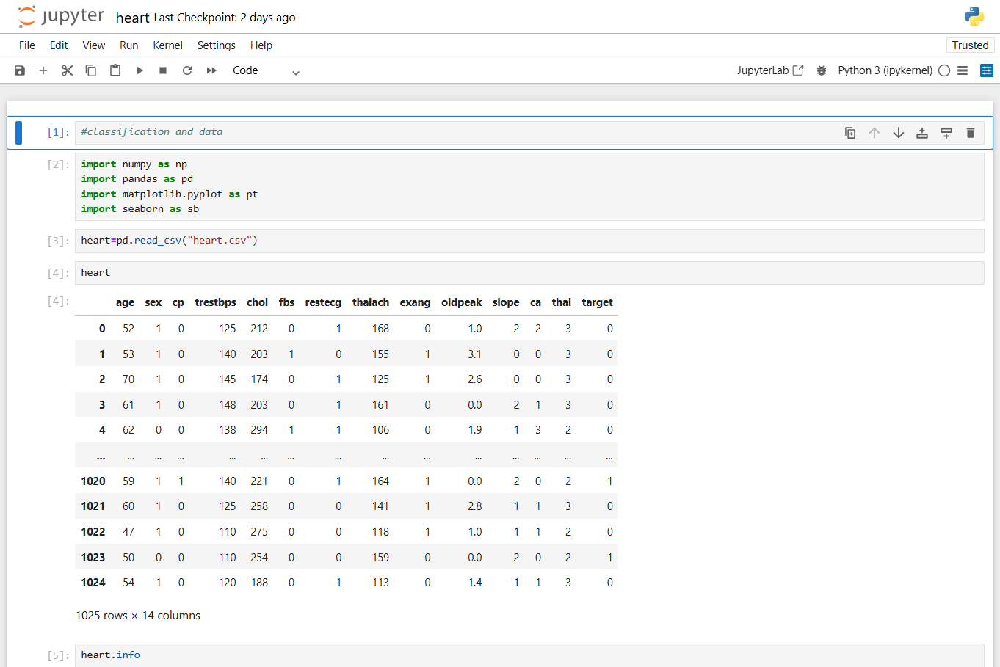 jupyter heart Last Checkpoint: 2 days ago
File Edit View Run Kernel Settings Help Trusted
Code JupyterLab Python 3 (ipykernel)
[1]: #classification and data
[2]: import numpy as np
import pandas as pd
import matplotlib.pyplot as pt
import seaborn as sb
[3]: heart=pd.read_csv("heart.csv")
[4]: heart
[4]: age sex cp trestbps chol fbs restecg thalach exang oldpeak slope ca thal target
0 52 1 0 125 212 0 1 168 0 1.0 2 2 3 0
1 53 1 0 140 203 1 0 155 1 3.1 0 0 3 0
2 70 1 0 145 174 0 1 125 1 2.6 0 0 3 0
3 61 1 0 148 203 0 1 161 0 0.0 2 1 3 0
4 62 0 0 138 294 1 1 106 0 1.9 1 3 2 0
... ... ... ... ... ... ... ... ... ... ... ... ... ... ...
1020 59 1 1 140 221 0 1 164 1 0.0 2 0 2 1
1021 60 1 0 125 258 0 0 141 1 2.8 1 1 3 0
1022 47 1 0 110 275 0 0 118 1 1.0 1 1 2 0
1023 50 0 0 110 254 0 0 159 0 0.0 2 0 2 1
1024 54 1 0 120 188 0 1 113 0 1.4 1 1 3 0
1025 rows × 14 columns
[5]: heart.info